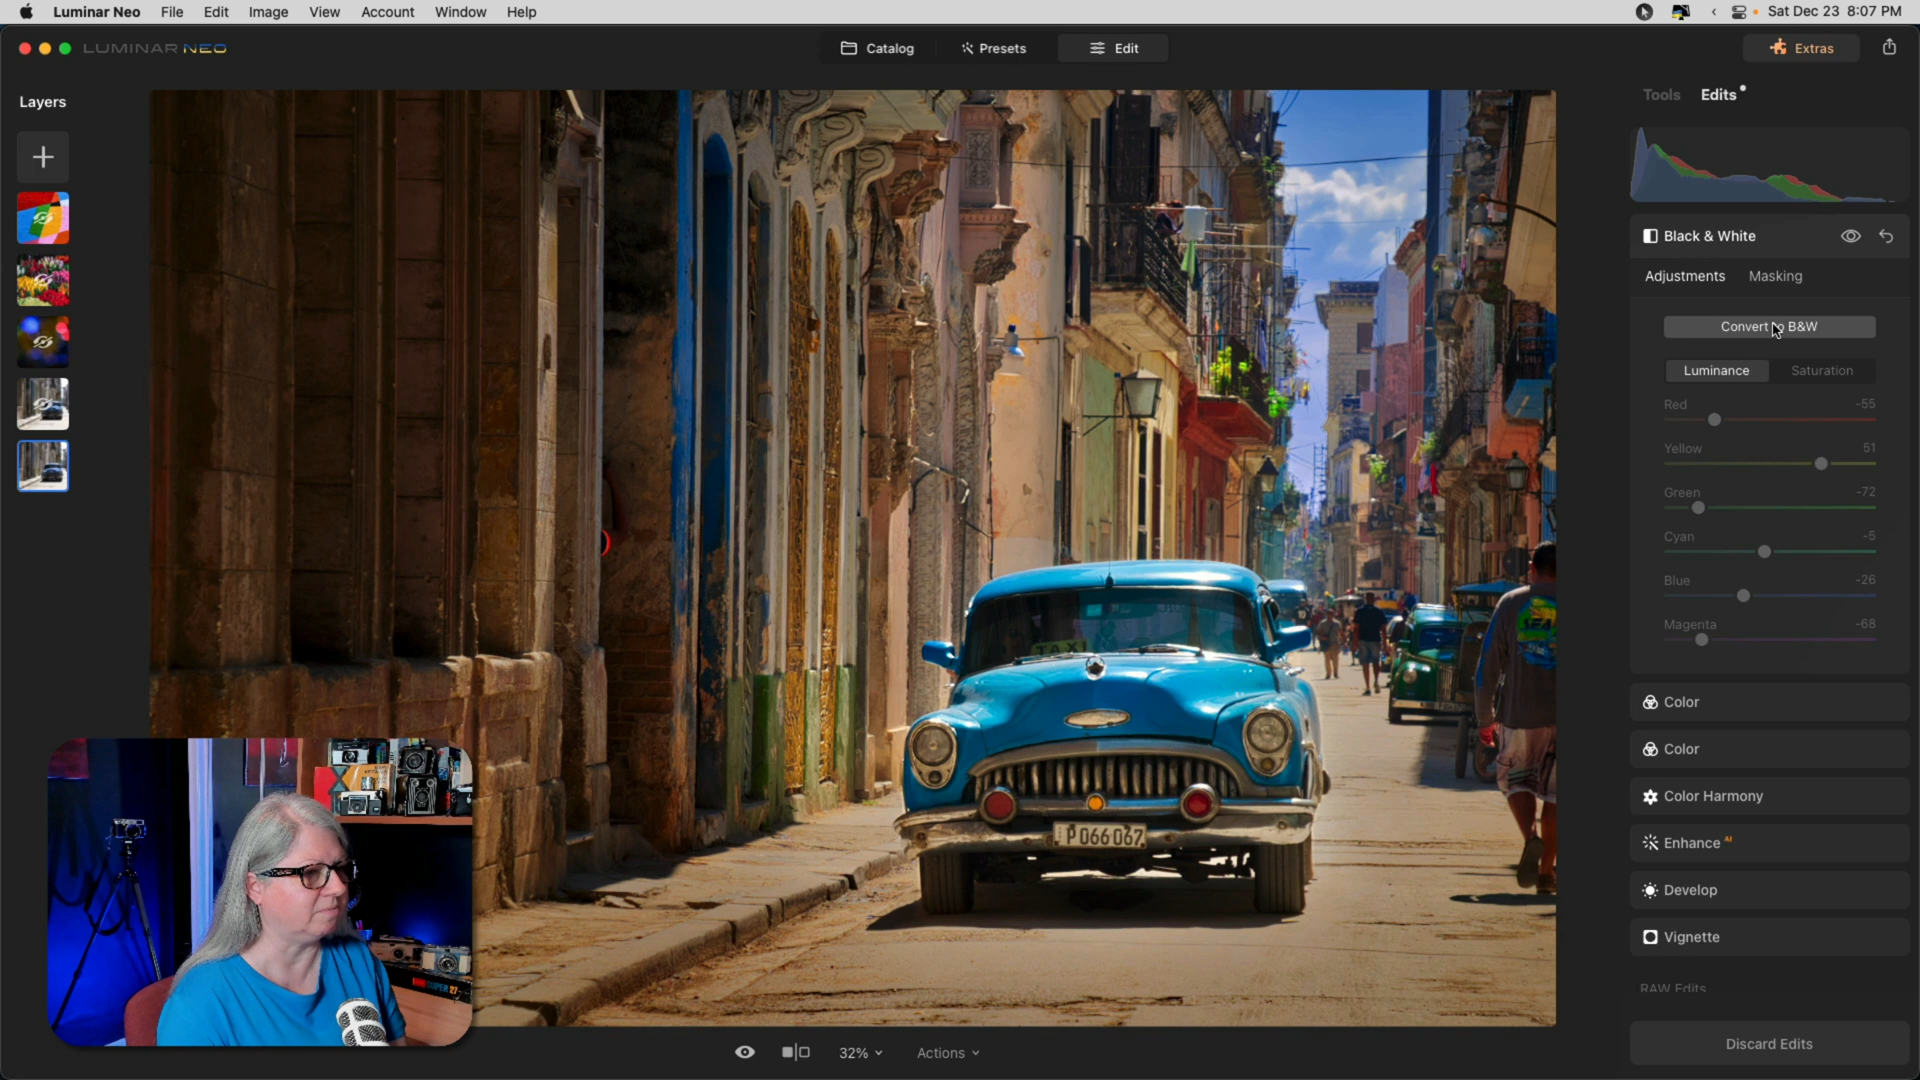 Luminar Neo File Edit Image View Account Window Help
Sat Dec 23 8:07 PM
LUMINAR NEO
Catalog
Presets
Edit
Extras
Layers
Tools Edits
Black & White
Adjustments Masking
Convert to B&W
Luminance Saturation
Red -55
Yellow 51
Green -72
Cyan -5
Blue -26
Magenta -68
Color
Color
Color Harmony
Enhance AI
Develop
Vignette
RAW Edits
Discard Edits
TAXI
P066067
SUPER 27
32%
Actions